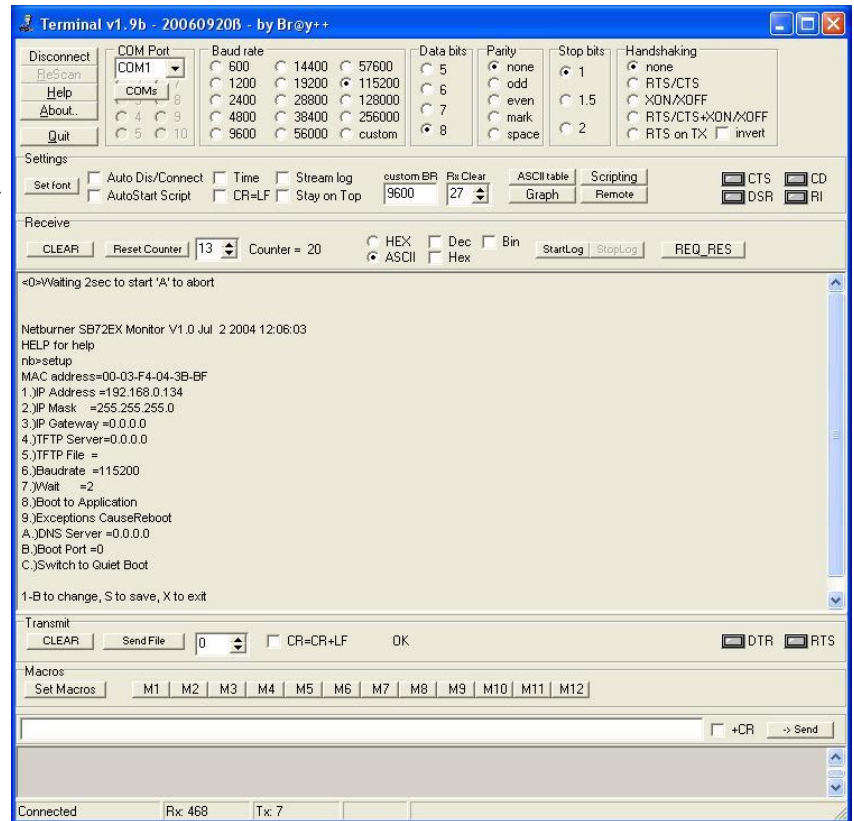 Terminal v1.9b - 20060920ß - by Br@y++
Disconnect
ReScan
Help
About..
Quit
COM Port
COM1
COMs
8
4 9
5 10
Baud rate
600 14400 57600
1200 19200 115200
2400 28800 128000
4800 38400 256000
9600 56000 custom
Data bits
5
6
7
8
Parity
none
odd
even
mark
space
Stop bits
1
1.5
2
Handshaking
none
RTS/CTS
XON/XOFF
RTS/CTS+XON/XOFF
RTS on TX invert
Settings
Set font
Auto Dis/Connect Time Stream log
AutoStart Script CR=LF Stay on Top
custom BR Rx Clear
9600 27
ASCII table Scripting
Graph Remote
CTS CD
DSR RI
Receive
CLEAR Reset Counter 13 Counter = 20
HEX Dec Bin
ASCII Hex
StartLog StopLog REQ_RES
<0>Waiting 2sec to start 'A' to abort
Netburner SB72EX Monitor V1.0 Jul 2 2004 12:06:03
HELP for help
nb>setup
MAC address=00-03-F4-04-3B-BF
1.)IP Address =192.168.0.134
2.)IP Mask =255.255.255.0
3.)IP Gateway =0.0.0.0
4.)TFTP Server=0.0.0.0
5.)TFTP File =
6.)Baudrate =115200
7.)Wait =2
8.)Boot to Application
9.)Exceptions CauseReboot
A.)DNS Server =0.0.0.0
B.)Boot Port =0
C.)Switch to Quiet Boot
1-B to change, S to save, X to exit
Transmit
CLEAR Send File 0 CR=CR+LF OK DTR RTS
Macros
Set Macros M1 M2 M3 M4 M5 M6 M7 M8 M9 M10 M11 M12
+CR -> Send
Connected Rx: 468 Tx: 7